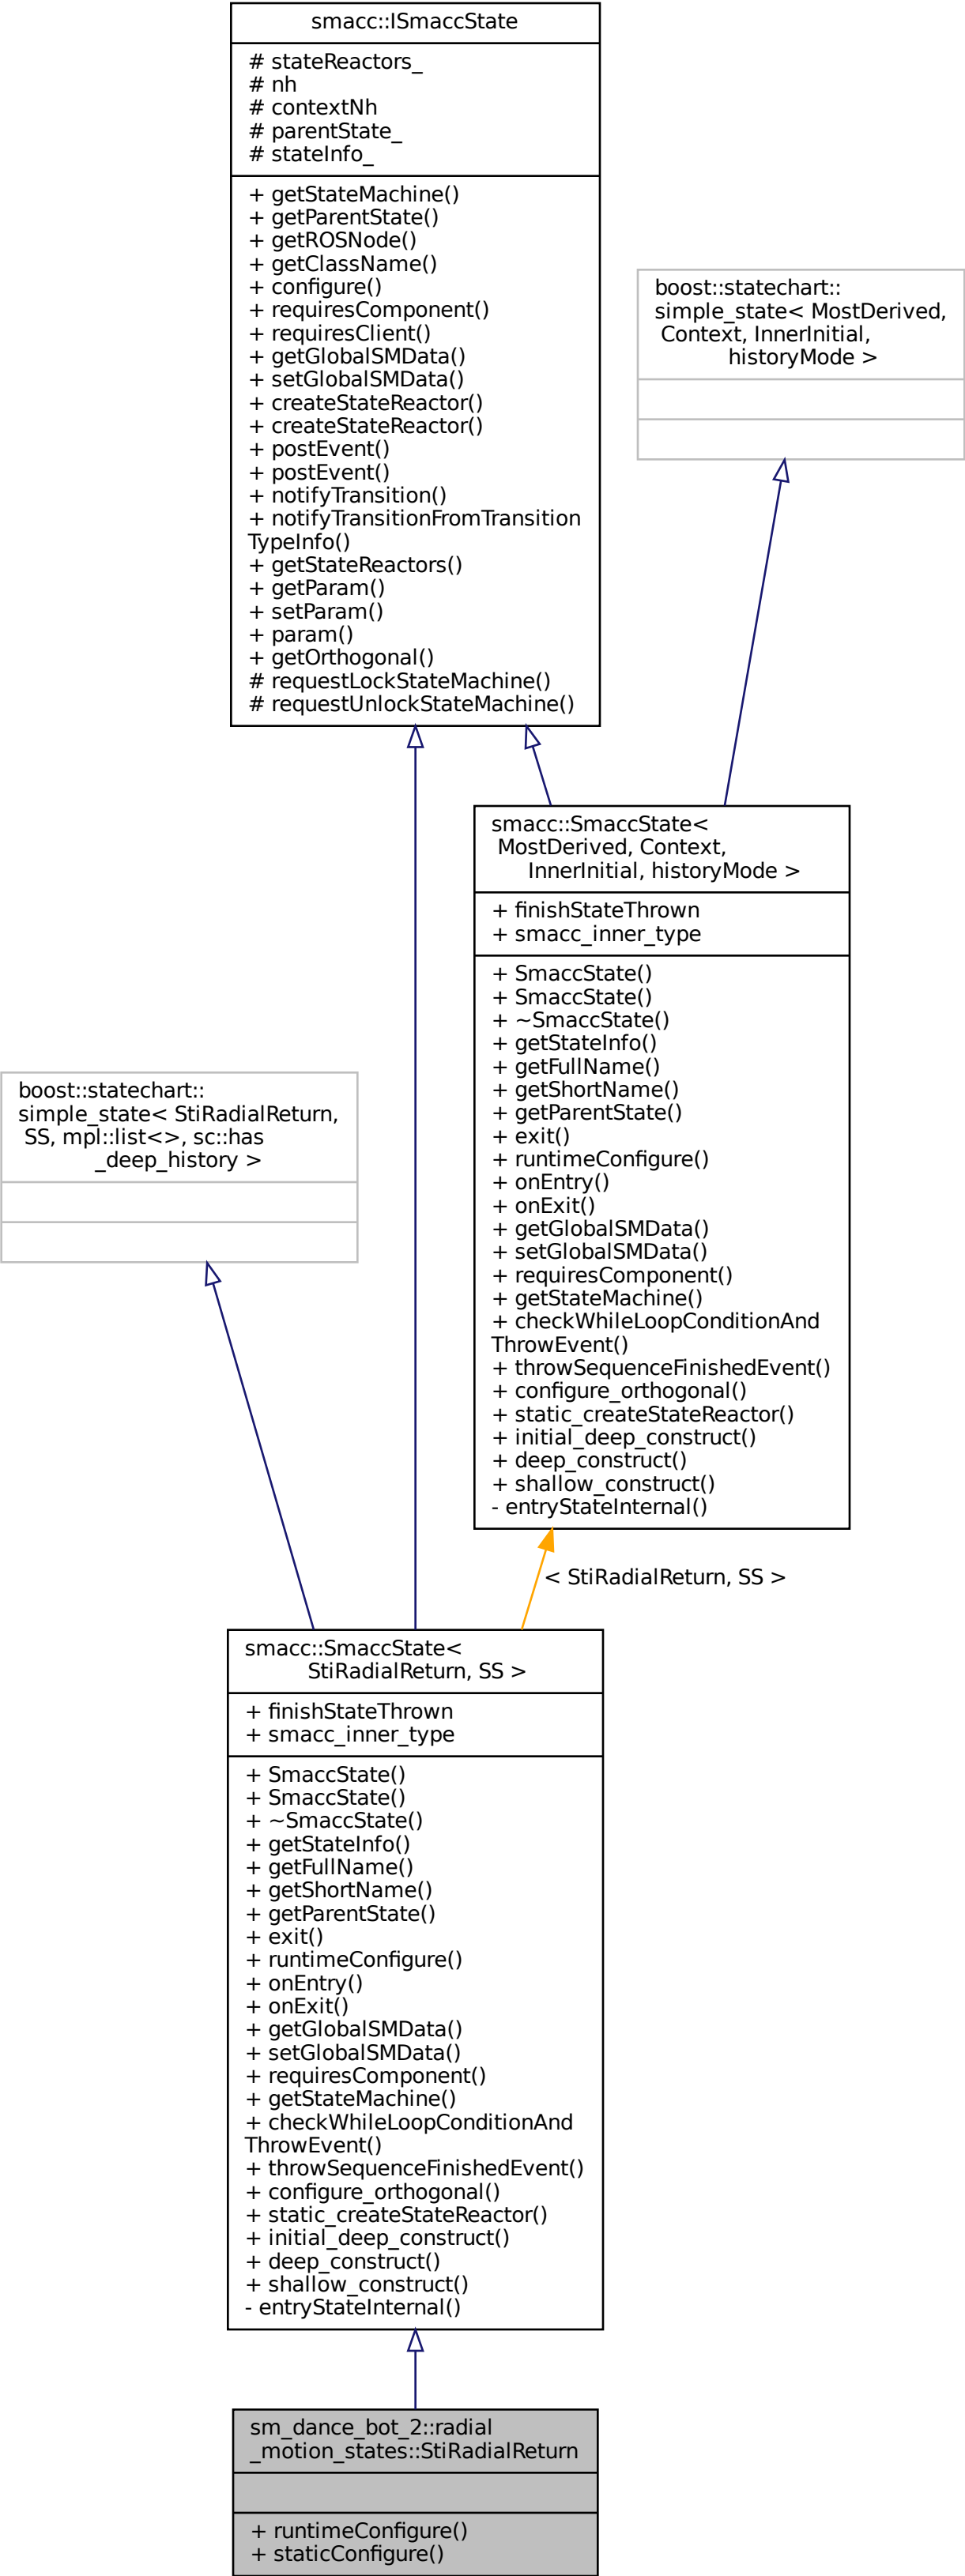 smacc::ISmaccState
# stateReactors_
# nh
# contextNh
# parentState_
# stateInfo_
+ getStateMachine()
+ getParentState()
+ getROSNode()
+ getClassName()
+ configure()
+ requiresComponent()
+ requiresClient()
+ getGlobalSMData()
+ setGlobalSMData()
+ createStateReactor()
+ createStateReactor()
+ postEvent()
+ postEvent()
+ notifyTransition()
+ notifyTransitionFromTransition
TypeInfo()
+ getStateReactors()
+ getParam()
+ setParam()
+ param()
+ getOrthogonal()
# requestLockStateMachine()
# requestUnlockStateMachine()
boost::statechart::
simple_state< MostDerived,
Context, InnerInitial,
historyMode >
smacc::SmaccState<
MostDerived, Context,
InnerInitial, historyMode >
+ finishStateThrown
+ smacc_inner_type
+ SmaccState()
+ SmaccState()
+ ~SmaccState()
+ getStateInfo()
+ getFullName()
+ getShortName()
+ getParentState()
+ exit()
+ runtimeConfigure()
+ onEntry()
+ onExit()
+ getGlobalSMData()
+ setGlobalSMData()
+ requiresComponent()
+ getStateMachine()
+ checkWhileLoopConditionAnd
ThrowEvent()
+ throwSequenceFinishedEvent()
+ configure_orthogonal()
+ static_createStateReactor()
+ initial_deep_construct()
+ deep_construct()
+ shallow_construct()
- entryStateInternal()
boost::statechart::
simple_state< StiRadialReturn,
SS, mpl::list<>, sc::has
_deep_history >
< StiRadialReturn, SS >
smacc::SmaccState<
StiRadialReturn, SS >
+ finishStateThrown
+ smacc_inner_type
+ SmaccState()
+ SmaccState()
+ ~SmaccState()
+ getStateInfo()
+ getFullName()
+ getShortName()
+ getParentState()
+ exit()
+ runtimeConfigure()
+ onEntry()
+ onExit()
+ getGlobalSMData()
+ setGlobalSMData()
+ requiresComponent()
+ getStateMachine()
+ checkWhileLoopConditionAnd
ThrowEvent()
+ throwSequenceFinishedEvent()
+ configure_orthogonal()
+ static_createStateReactor()
+ initial_deep_construct()
+ deep_construct()
+ shallow_construct()
- entryStateInternal()
sm_dance_bot_2::radial
_motion_states::StiRadialReturn
+ runtimeConfigure()
+ staticConfigure()